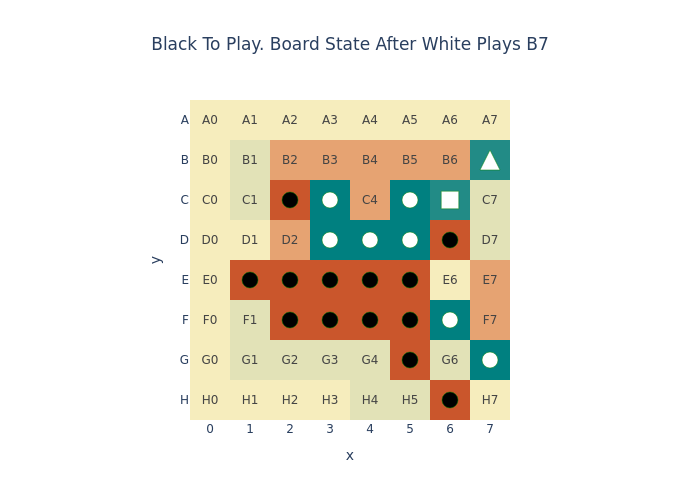 Black To Play. Board State After White Plays B7
A A0 A1 A2 A3 A4 A5 A6 A7
B B0 B1 B2 B3 B4 B5 B6
C C0 C1 C4 C7
D D0 D1 D2 D7
E E0 E6 E7
F F0 F1 F7
G G0 G1 G2 G3 G4 G6
H H0 H1 H2 H3 H4 H5 H7
0 1 2 3 4 5 6 7
x
y